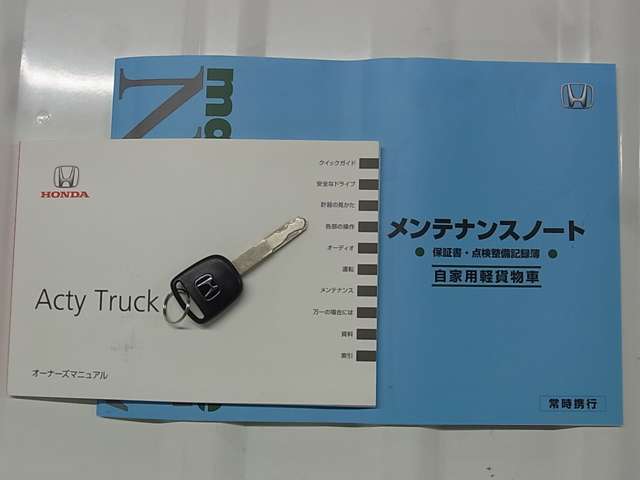 HONDA
Acty Truck
オーナーズマニュアル
クイックガイド
安全なドライブ
計器の見かた
各部の操作
オーディオ
運転
メンテナンス
万一の場合には
資料
索引
メンテナンスノート
保証書・点検整備記録簿
自家用軽貨物車
常時携行